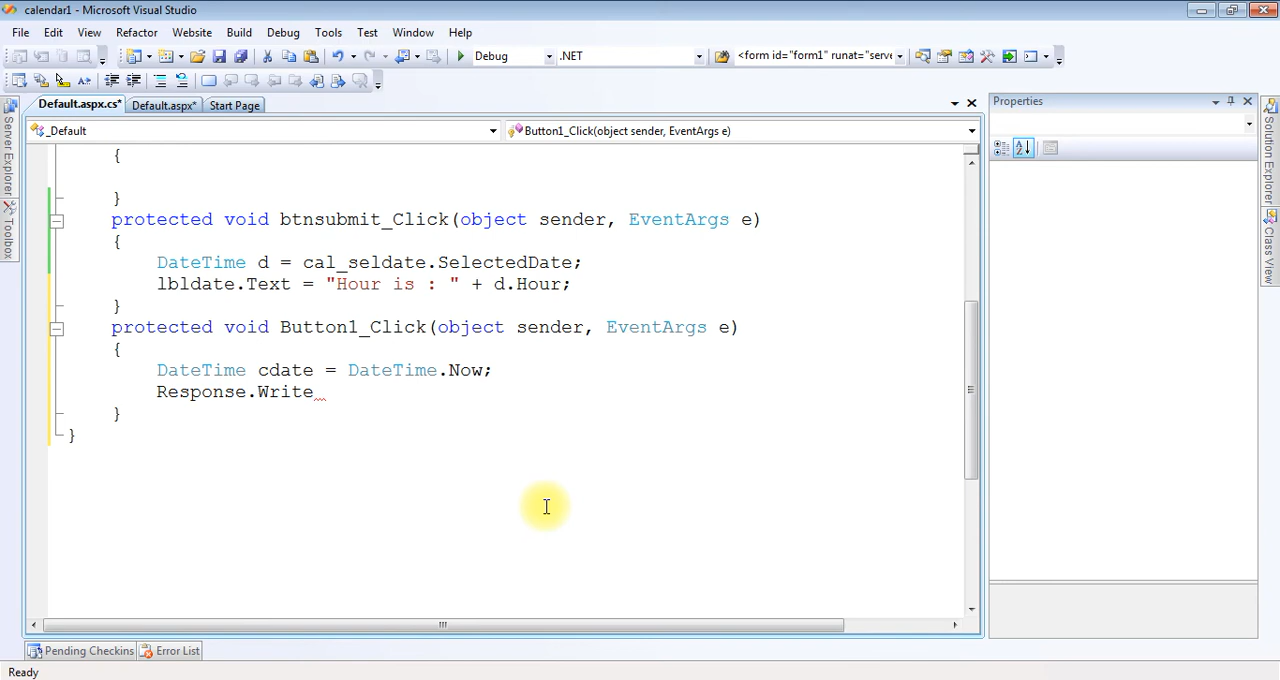 calendar1 - Microsoft Visual Studio
File Edit View Refactor Website Build Debug Tools Test Window Help
Debug .NET <form id="form1" runat="serve
Default.aspx.cs* Default.aspx* Start Page
Properties
_Default Button1_Click(object sender, EventArgs e)
{
}
protected void btnsubmit_Click(object sender, EventArgs e)
{
DateTime d = cal_seldate.SelectedDate;
lbldate.Text = "Hour is : " + d.Hour;
}
protected void Button1_Click(object sender, EventArgs e)
{
DateTime cdate = DateTime.Now;
Response.Write
}
}
Server Explorer
Toolbox
Solution Explorer
Class View
Pending Checkins Error List
Ready